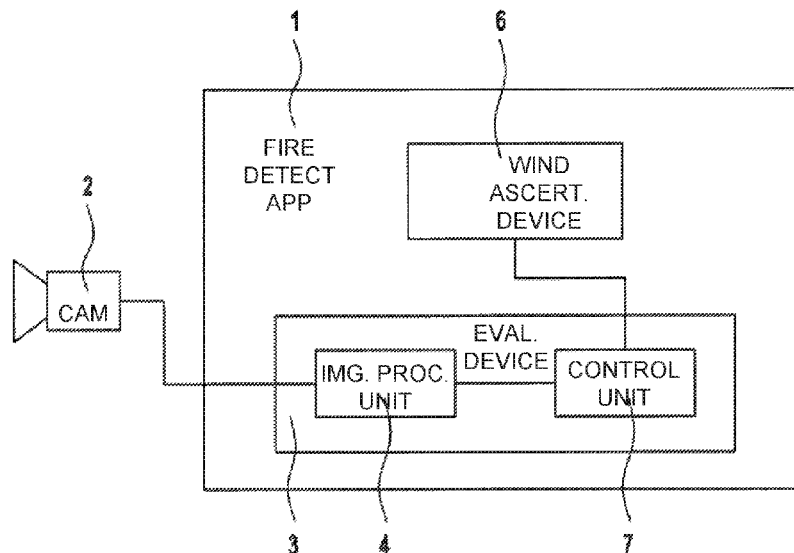 1
6
FIRE
DETECT
APP
WIND
ASCERT.
DEVICE
2
CAM
EVAL.
DEVICE
IMG. PROC.
UNIT
CONTROL
UNIT
3
4
7